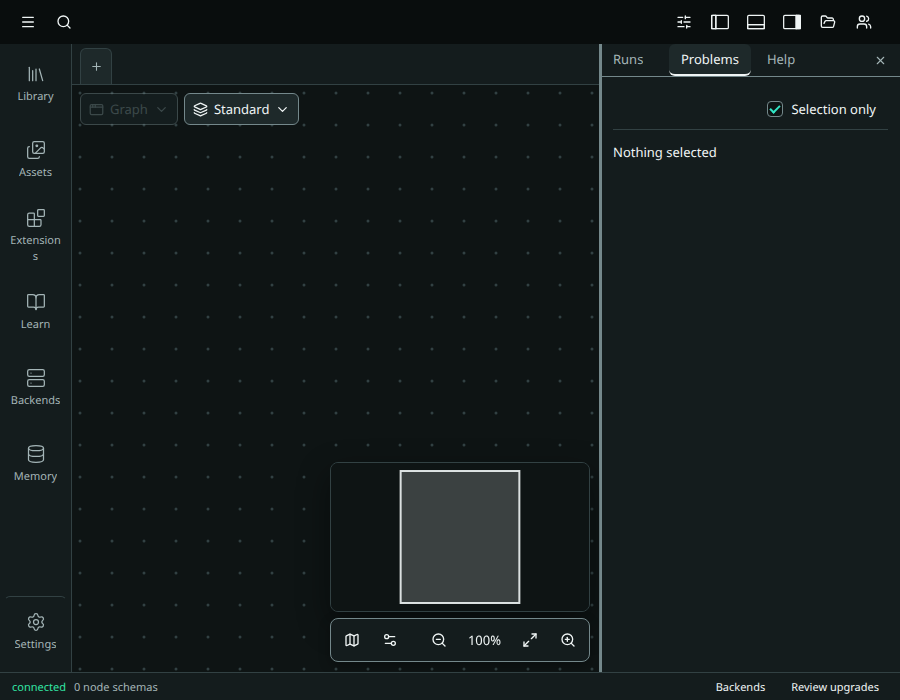 Runs
Problems
Help
Library
Graph
Standard
Selection only
Nothing selected
Assets
Extension
s
Learn
Backends
Memory
Settings
100%
connected
0 node schemas
Backends
Review upgrades